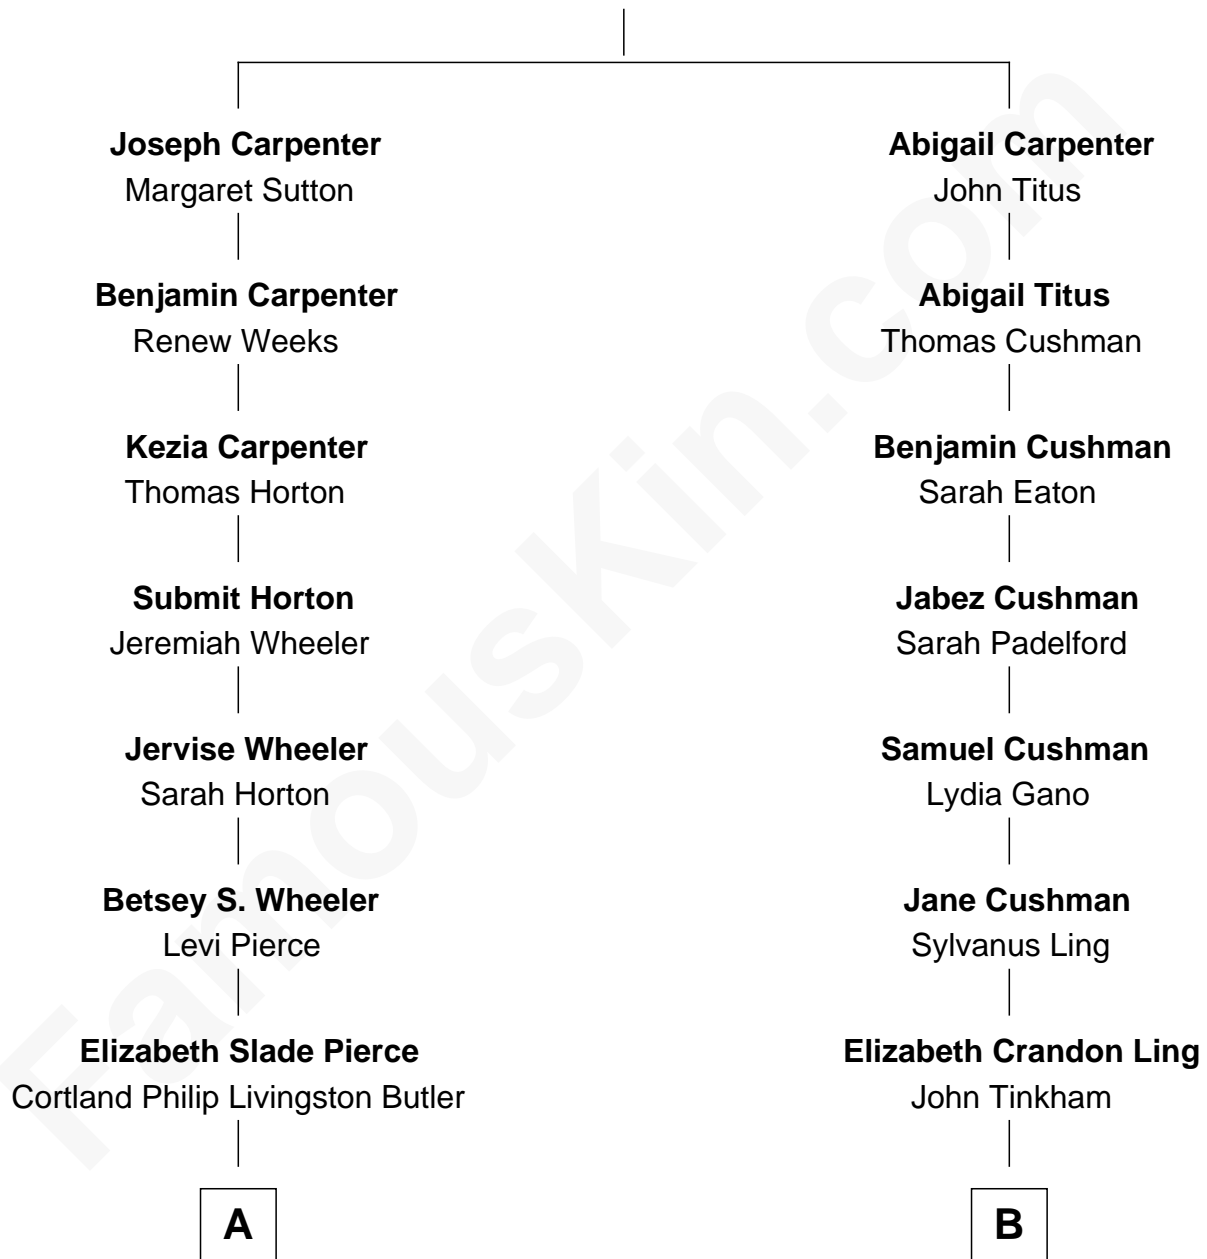 Joseph Carpenter
Margaret Sutton
Abigail Carpenter
John Titus
Benjamin Carpenter
Renew Weeks
Abigail Titus
Thomas Cushman
Kezia Carpenter
Thomas Horton
Benjamin Cushman
Sarah Eaton
Submit Horton
Jeremiah Wheeler
Jabez Cushman
Sarah Padelford
Jervise Wheeler
Sarah Horton
Samuel Cushman
Lydia Gano
Betsey S. Wheeler
Levi Pierce
Jane Cushman
Sylvanus Ling
Elizabeth Slade Pierce
Cortland Philip Livingston Butler
Elizabeth Crandon Ling
John Tinkham
A
B
FamousKin.com